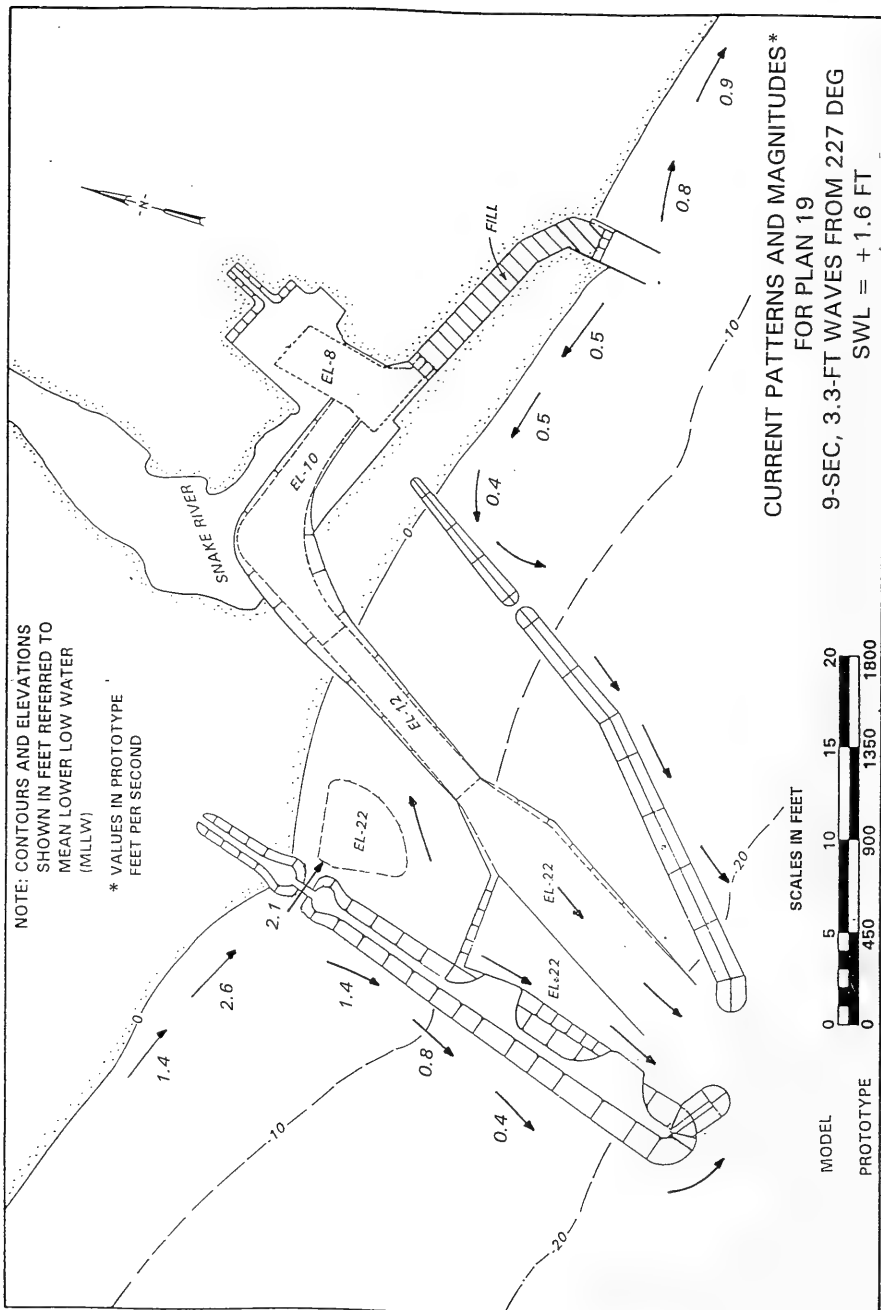 NOTE: CONTOURS AND ELEVATIONS
SHOWN IN FEET REFERRED TO
MEAN LOWER LOW WATER
(MLLW)
* VALUES IN PROTOTYPE
FEET PER SECOND
-N-
SNAKE RIVER
EL-8
EL-10
FILL
EL-12
EL-22
EL-22
EL-22
0
0
-10
-10
-20
-20
1.4
2.6
2.1
1.4
0.8
0.4
0.4
0.5
0.5
0.8
0.9
CURRENT PATTERNS AND MAGNITUDES*
FOR PLAN 19
9-SEC, 3.3-FT WAVES FROM 227 DEG
SWL = +1.6 FT
SCALES IN FEET
MODEL 0 5 10 15 20
PROTOTYPE 0 450 900 1350 1800